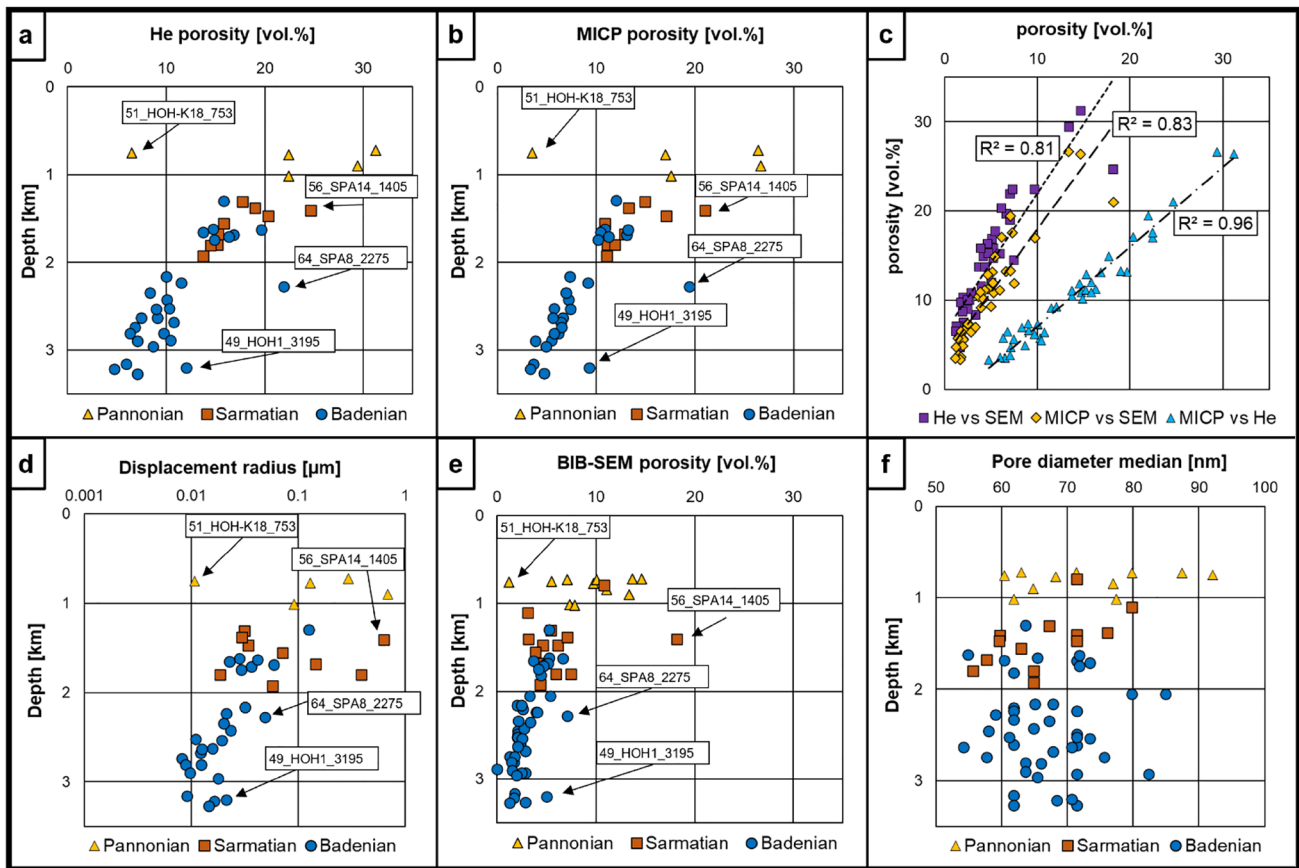 a
He porosity [vol.%]
0 10 20 30
0
1
2
3
Depth [km]
51_HOH-K18_753
56_SPA14_1405
64_SPA8_2275
49_HOH1_3195
Pannonian Sarmatian Badenian
b
MICP porosity [vol.%]
0 10 20 30
0
1
2
3
Depth [km]
51_HOH-K18_753
56_SPA14_1405
64_SPA8_2275
49_HOH1_3195
Pannonian Sarmatian Badenian
c
porosity [vol.%]
0 10 20 30
30
20
10
0
porosity [vol.%]
R² = 0.81
R² = 0.83
R² = 0.96
He vs SEM MICP vs SEM MICP vs He
d
Displacement radius [µm]
0.001 0.01 0.1 1
0
1
2
3
Depth [km]
51_HOH-K18_753
56_SPA14_1405
64_SPA8_2275
49_HOH1_3195
Pannonian Sarmatian Badenian
e
BIB-SEM porosity [vol.%]
0 10 20 30
0
1
2
3
Depth [km]
51_HOH-K18_753
56_SPA14_1405
64_SPA8_2275
49_HOH1_3195
Pannonian Sarmatian Badenian
f
Pore diameter median [nm]
50 60 70 80 90 100
0
1
2
3
Depth [km]
Pannonian Sarmatian Badenian